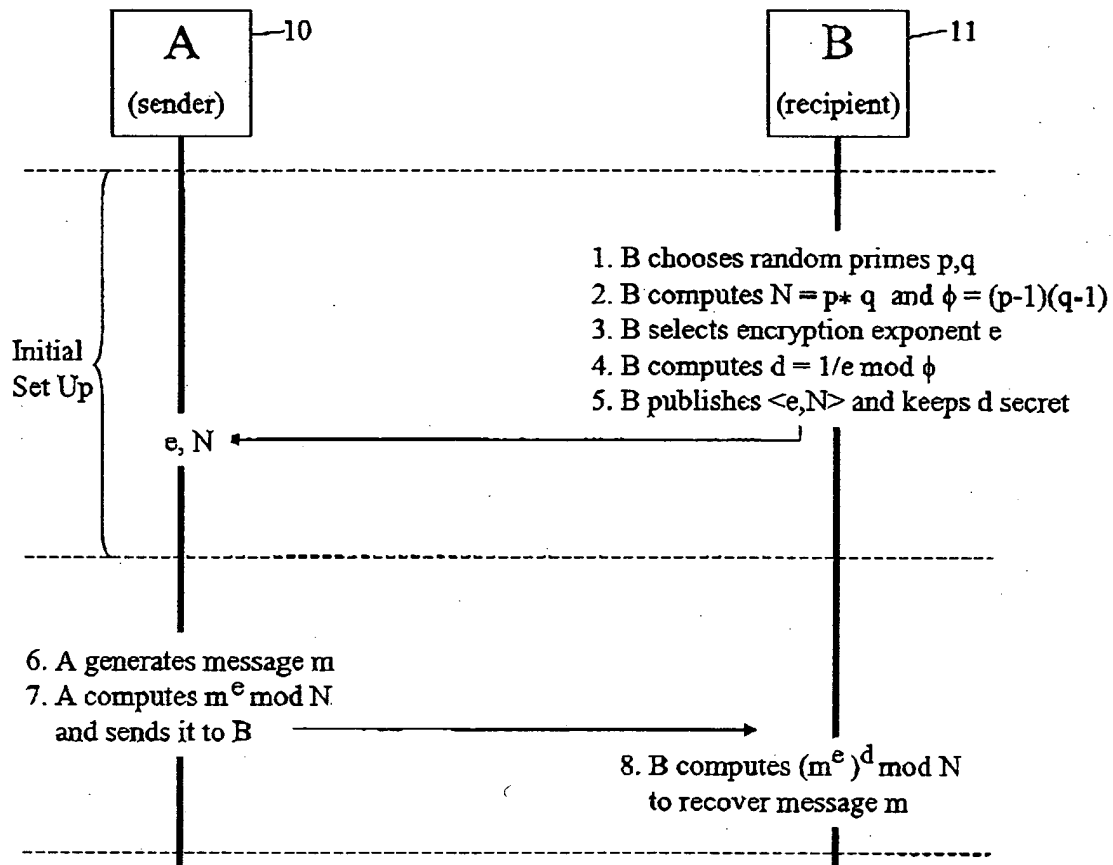 A
(sender)
10
B
(recipient)
11
Initial
Set Up
1. B chooses random primes p,q
2. B computes N = p* q and ϕ = (p-1)(q-1)
3. B selects encryption exponent e
4. B computes d = 1/e mod ϕ
5. B publishes <e,N> and keeps d secret
e, N
6. A generates message m
7. A computes m^e mod N
and sends it to B
8. B computes (m^e)^d mod N
to recover message m